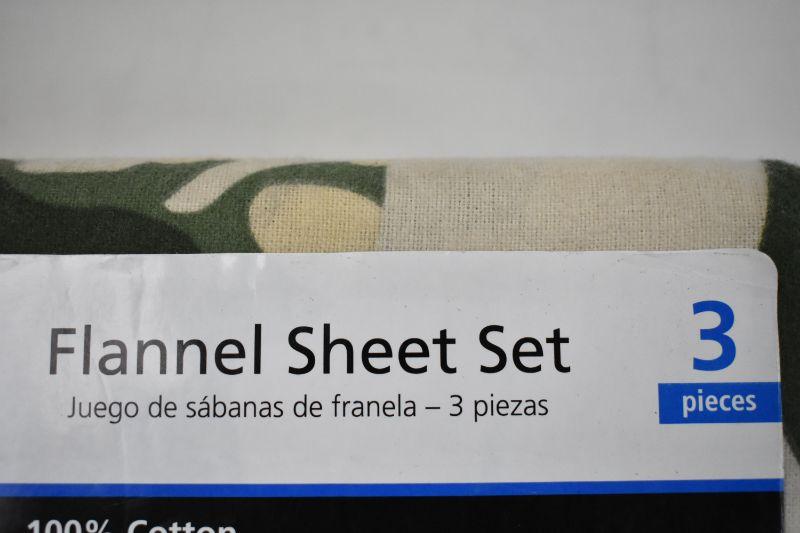 Flannel Sheet Set
Juego de sábanas de franela – 3 piezas
3
pieces
100% Cotton